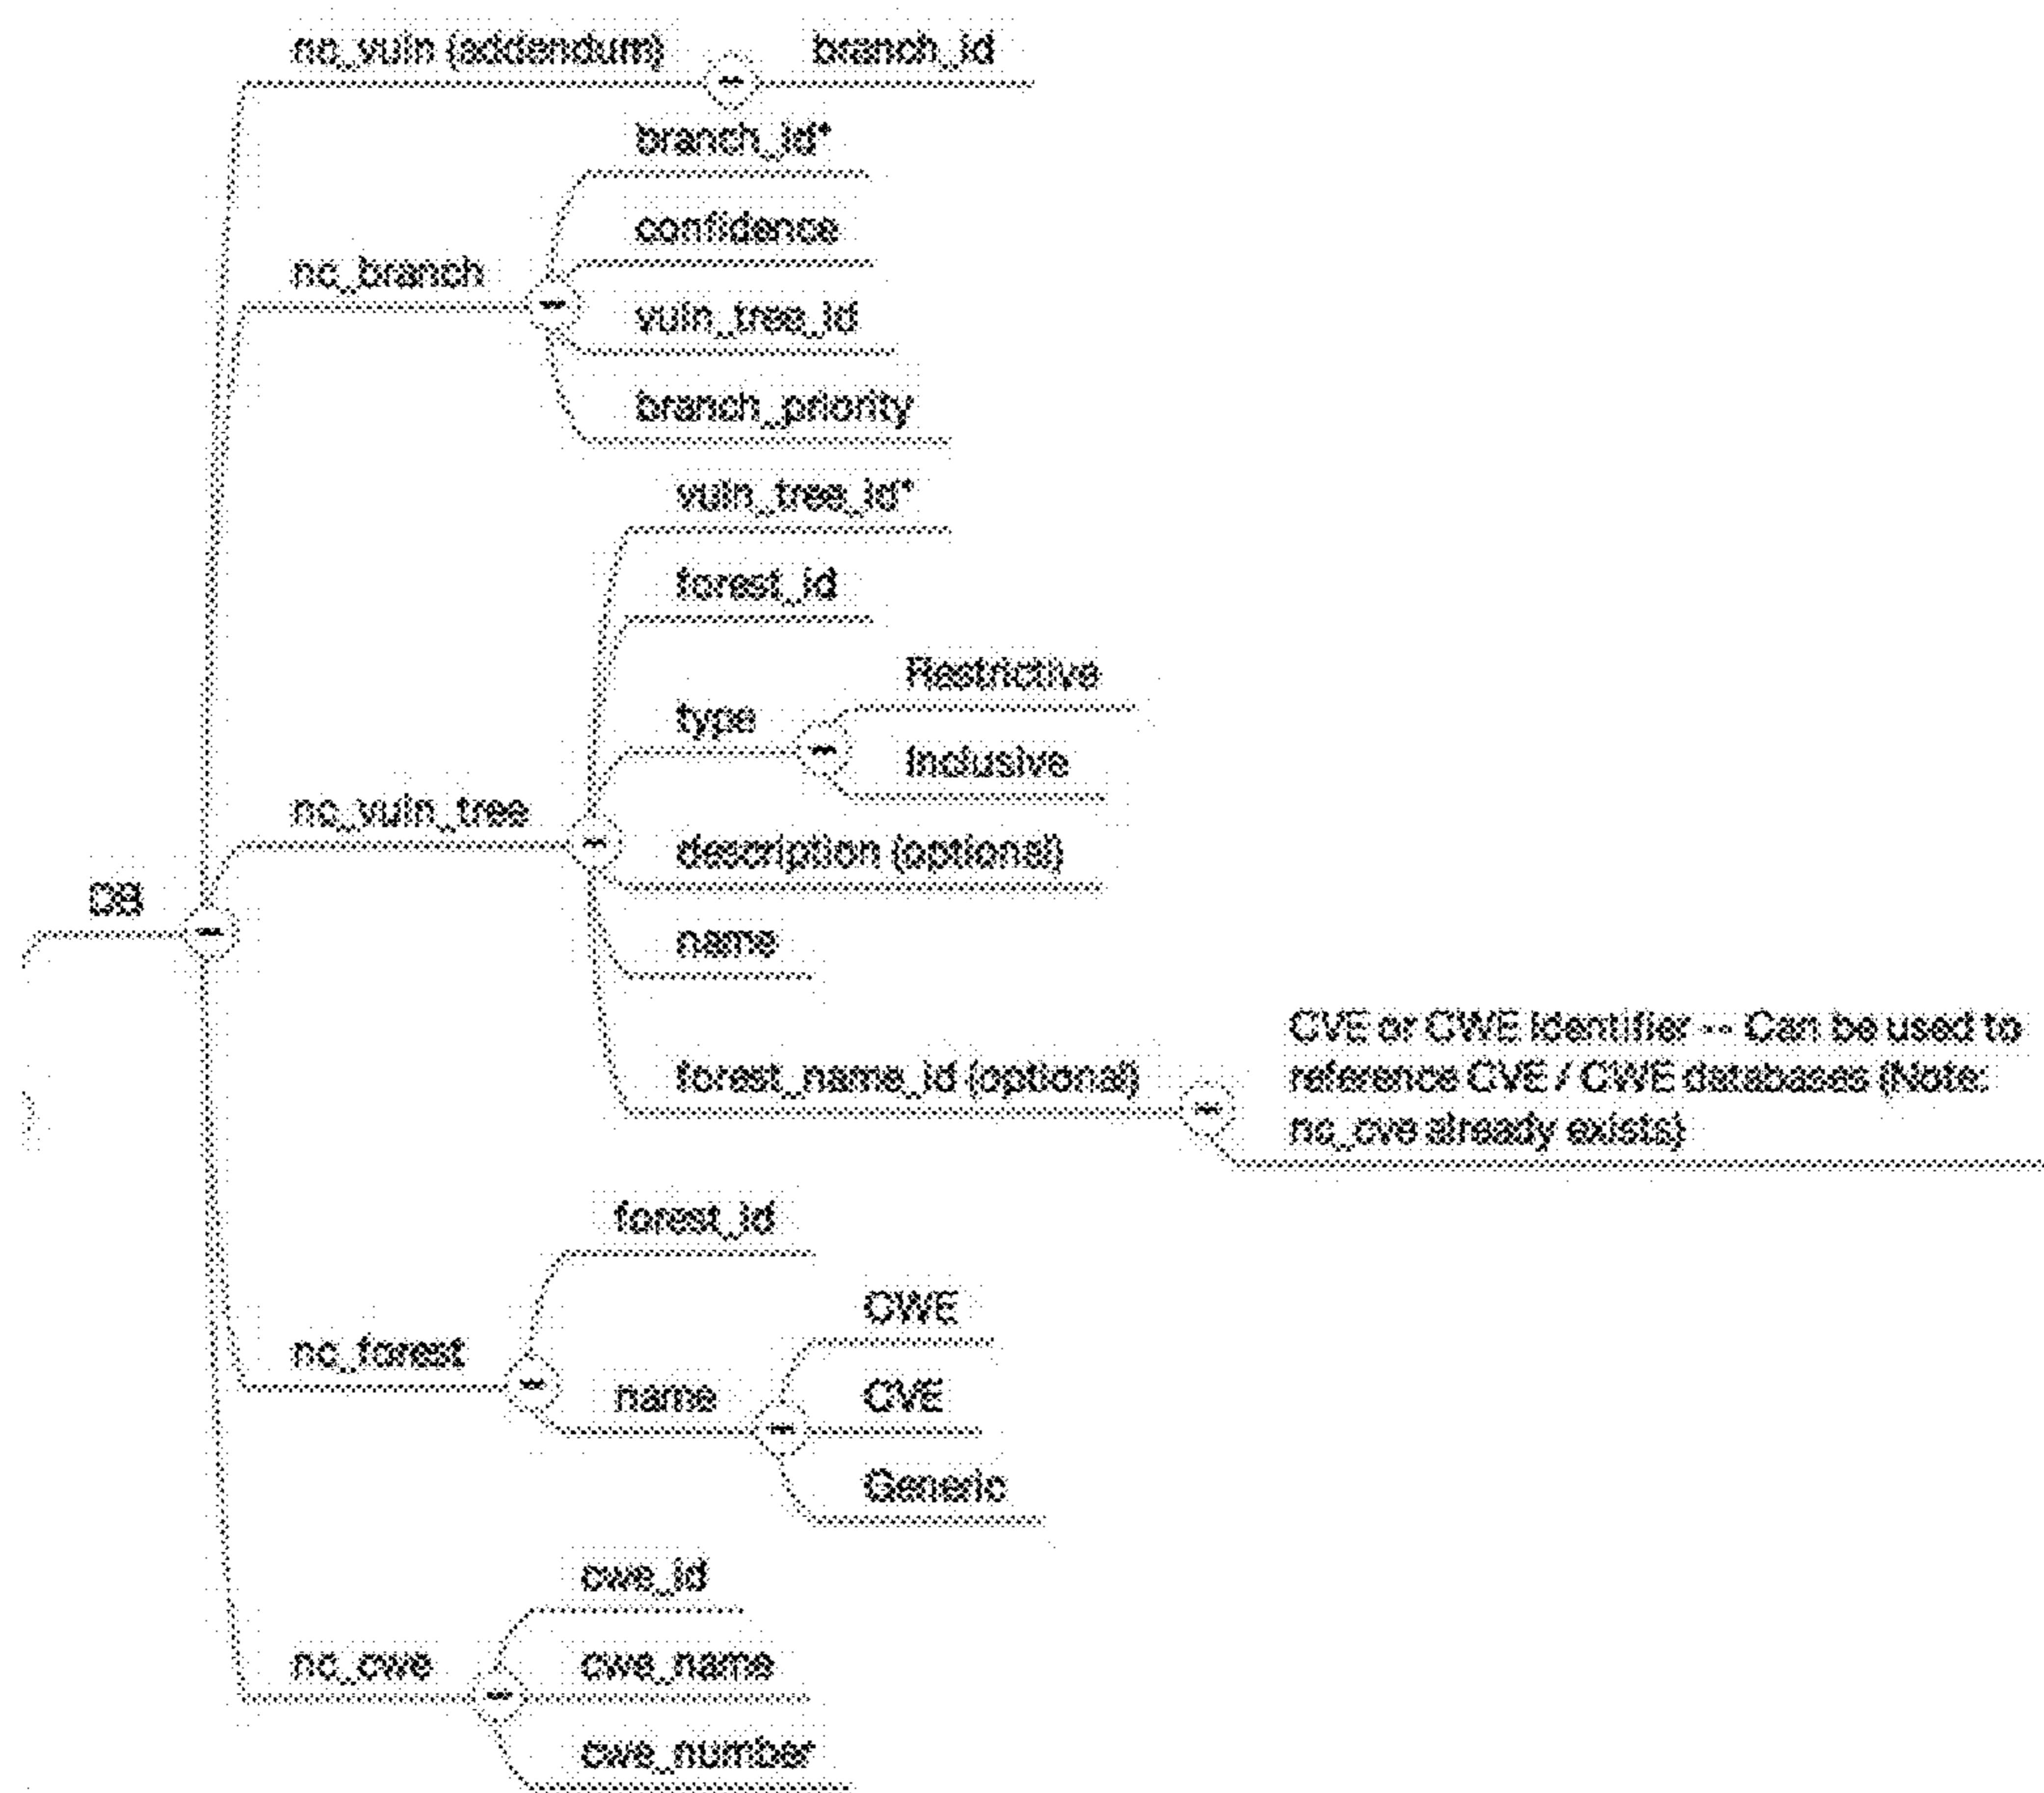 nc_vuln (addendum)
branch_id
branch_id*
confidence
nc_branch
vuln_tree_id
branch_priority
vuln_tree_id*
forest_id
Restrictive
type
Inclusive
nc_vuln_tree
description (optional)
DB
name
CVE or CWE Identifier -- Can be used to
reference CVE / CWE databases (Note:
nc_cve already exists)
forest_name_id (optional)
forest_id
CWE
nc_forest
name
CVE
Generic
cwe_id
nc_cwe
cwe_name
cwe_number